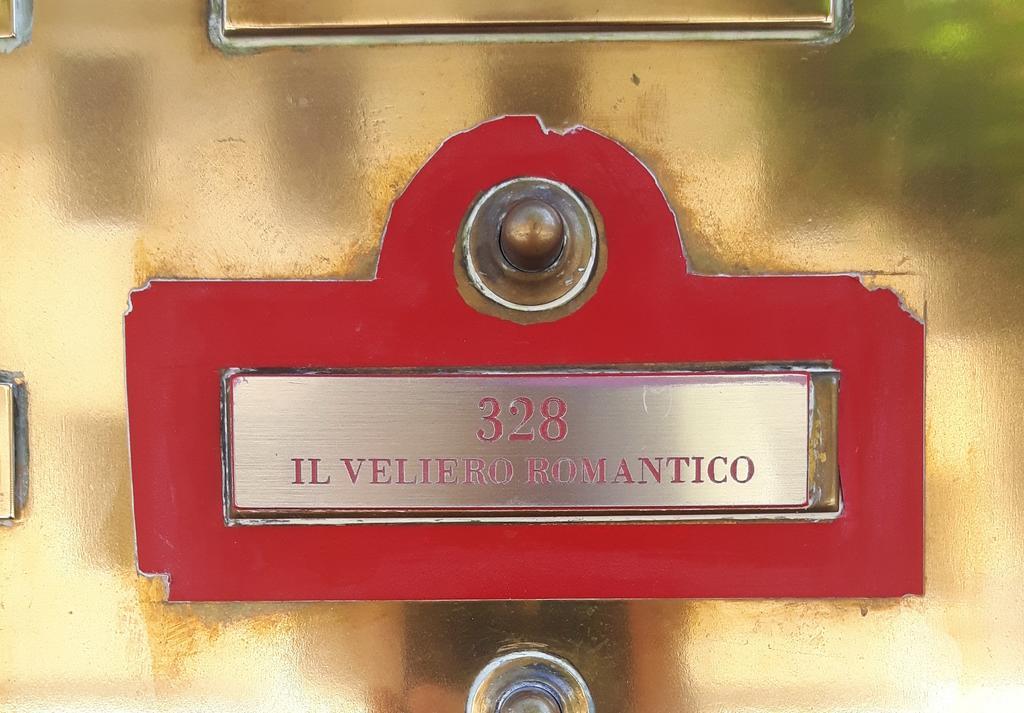 328
IL VELIERO ROMANTICO